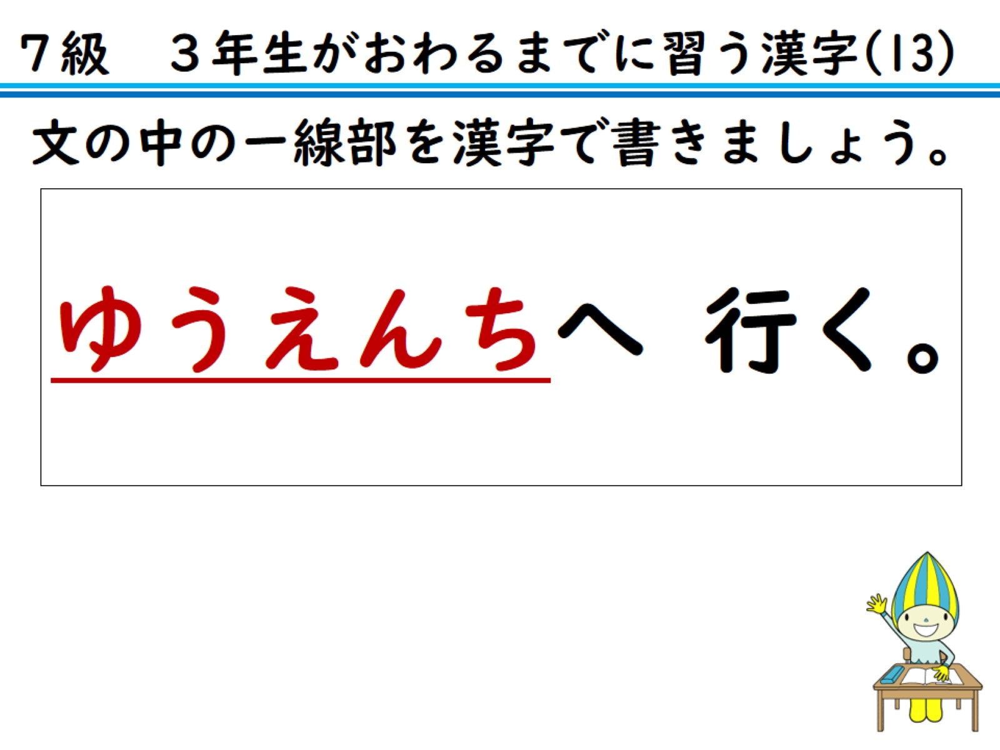 ７級　３年生がおわるまでに習う漢字(13)
文の中の―線部を漢字で書きましょう。
ゆうえんちへ 行く。